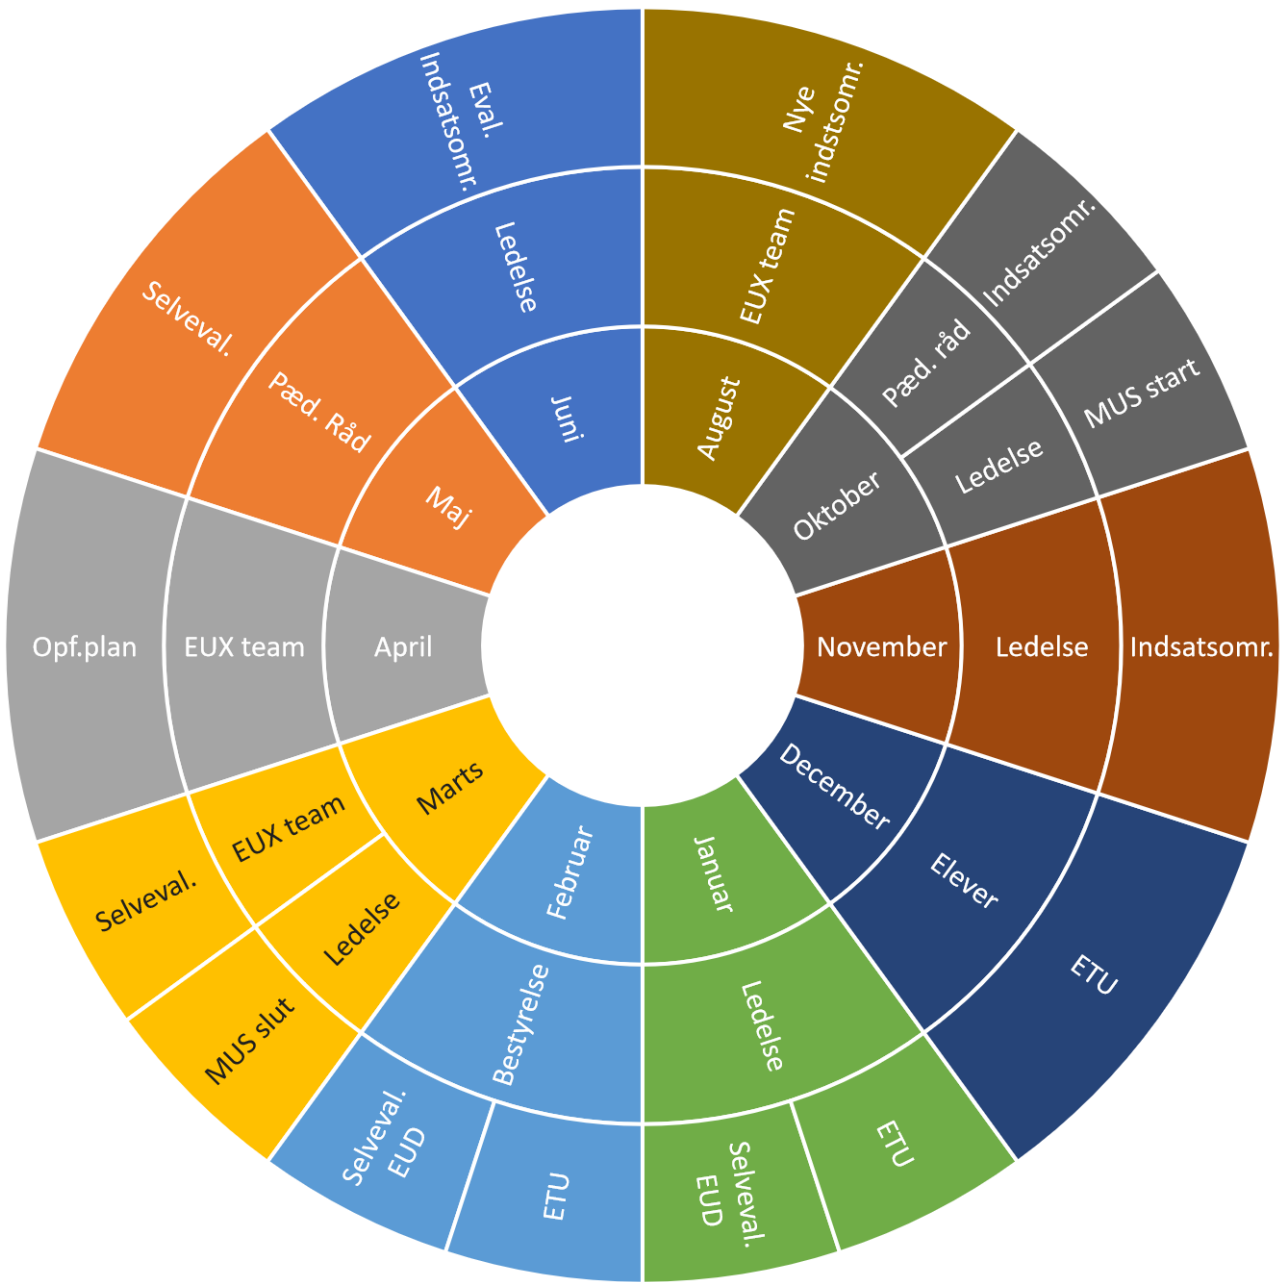 August
EUX team
Nye
indstsomr.
Oktober
Pæd. råd
Indsatsomr.
Ledelse
MUS start
November
Ledelse
Indsatsomr.
December
Elever
ETU
Januar
Ledelse
ETU
Selveval.
EUD
Februar
Bestyrelse
ETU
Selveval.
EUD
Marts
Ledelse
MUS slut
EUX team
Selveval.
April
EUX team
Opf.plan
Maj
Pæd. Råd
Selveval.
Juni
Ledelse
Eval.
Indsatsomr.